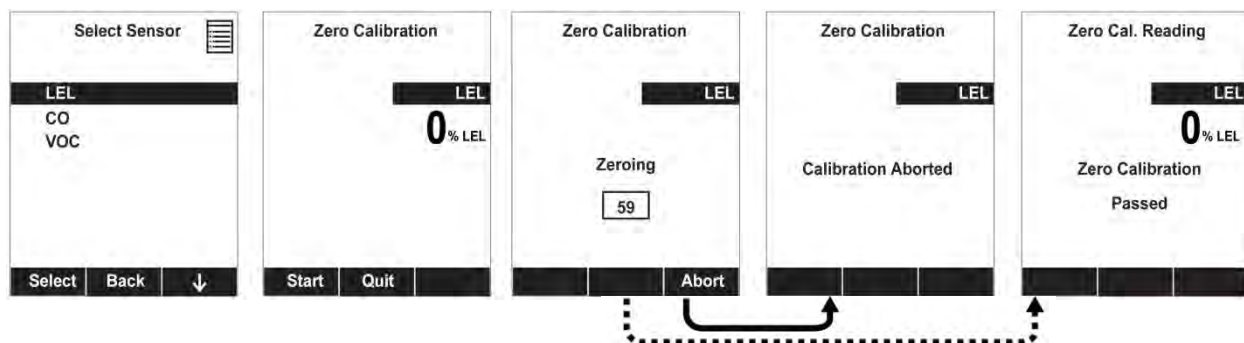 Select Sensor
LEL
CO
VOC
Select Back ↓
Zero Calibration
LEL
0 % LEL
Start Quit
Zero Calibration
LEL
Zeroing
59
Abort
Zero Calibration
LEL
Calibration Aborted
Zero Cal. Reading
LEL
0 % LEL
Zero Calibration
Passed